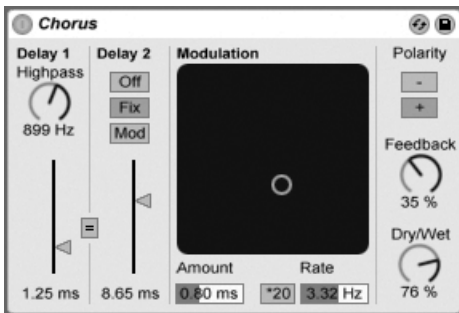 Chorus
Delay 1
Highpass
899 Hz
1.25 ms
=
Delay 2
Off
Fix
Mod
8.65 ms
Modulation
Amount
0.80 ms
*20
Rate
3.32 Hz
Polarity
-
+
Feedback
35 %
Dry/Wet
76 %